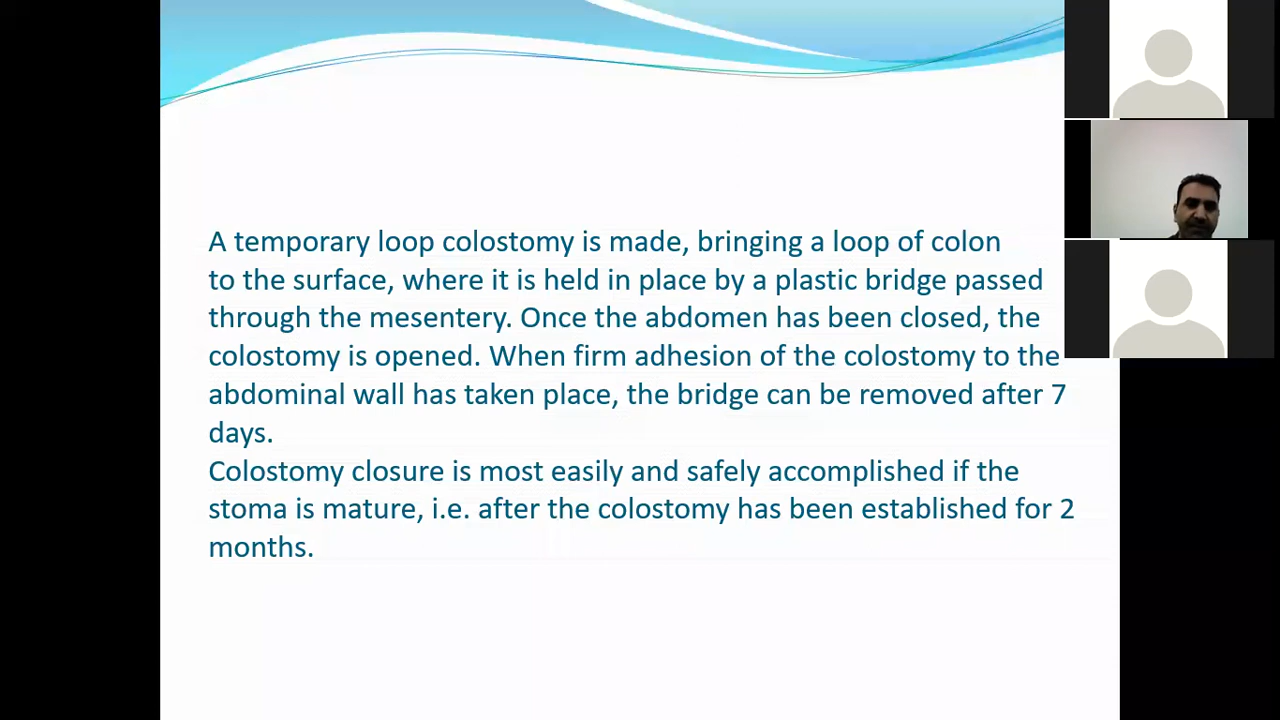 A temporary loop colostomy is made, bringing a loop of colon
to the surface, where it is held in place by a plastic bridge passed
through the mesentery. Once the abdomen has been closed, the
colostomy is opened. When firm adhesion of the colostomy to the
abdominal wall has taken place, the bridge can be removed after 7
days.
Colostomy closure is most easily and safely accomplished if the
stoma is mature, i.e. after the colostomy has been established for 2
months.